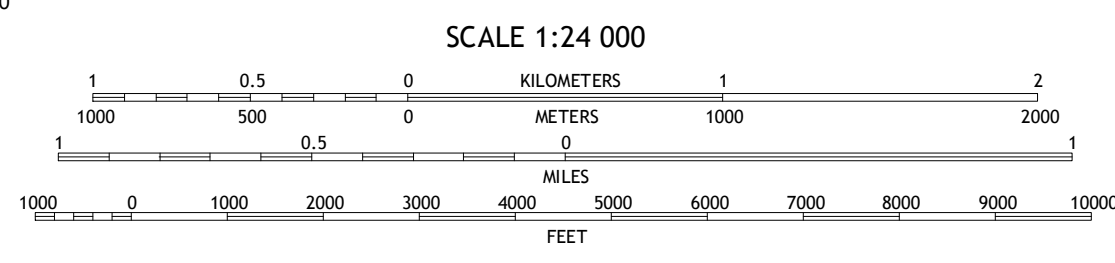 0
SCALE 1:24 000
1 0.5 0 KILOMETERS 1 2
1000 500 0 METERS 1000 2000
1 0.5 0 1
MILES
1000 0 1000 2000 3000 4000 5000 6000 7000 8000 9000 10000
FEET